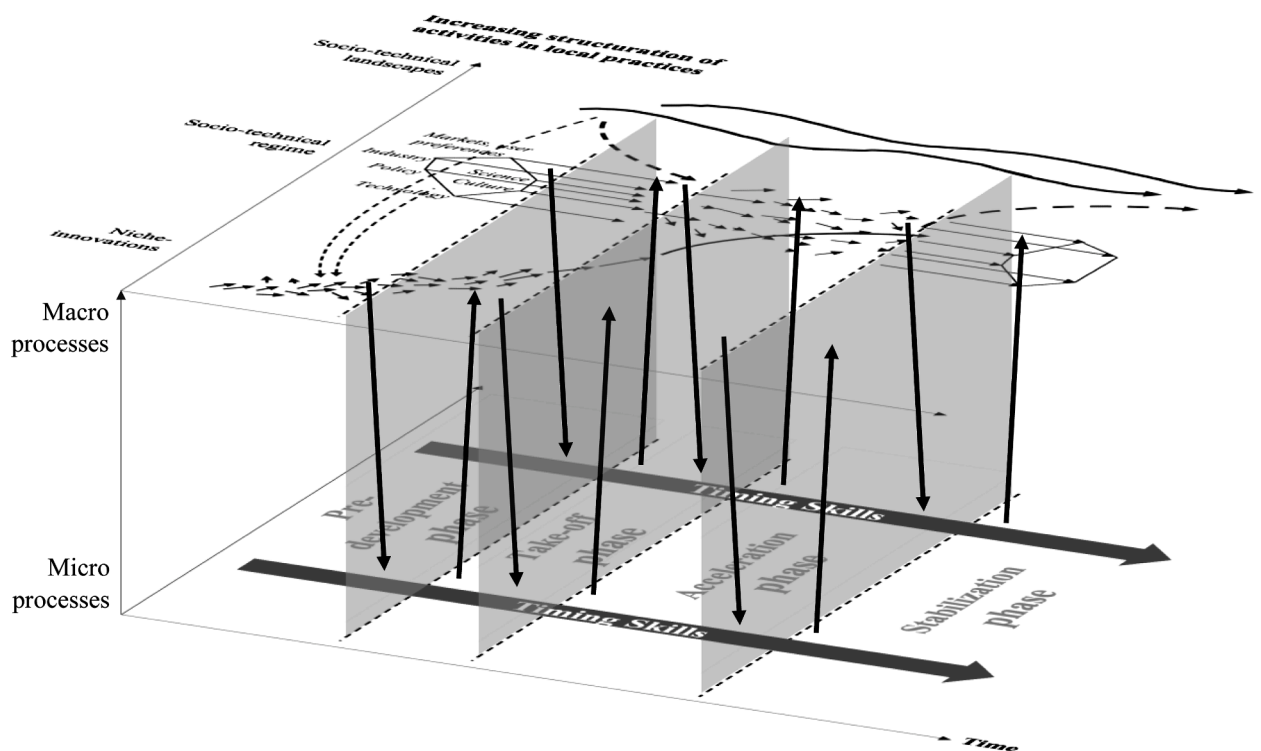 Increasing structuration of
activities in local practices
Socio-technical
landscapes
Socio-technical
regime
Markets, user
preferences
Industry
Science
Policy
Culture
Technology
Niche-
innovations
Macro
processes
Micro
processes
Timing Skills
Timing Skills
Pre-
development
phase
Take-off
phase
Acceleration
phase
Stabilization
phase
Time